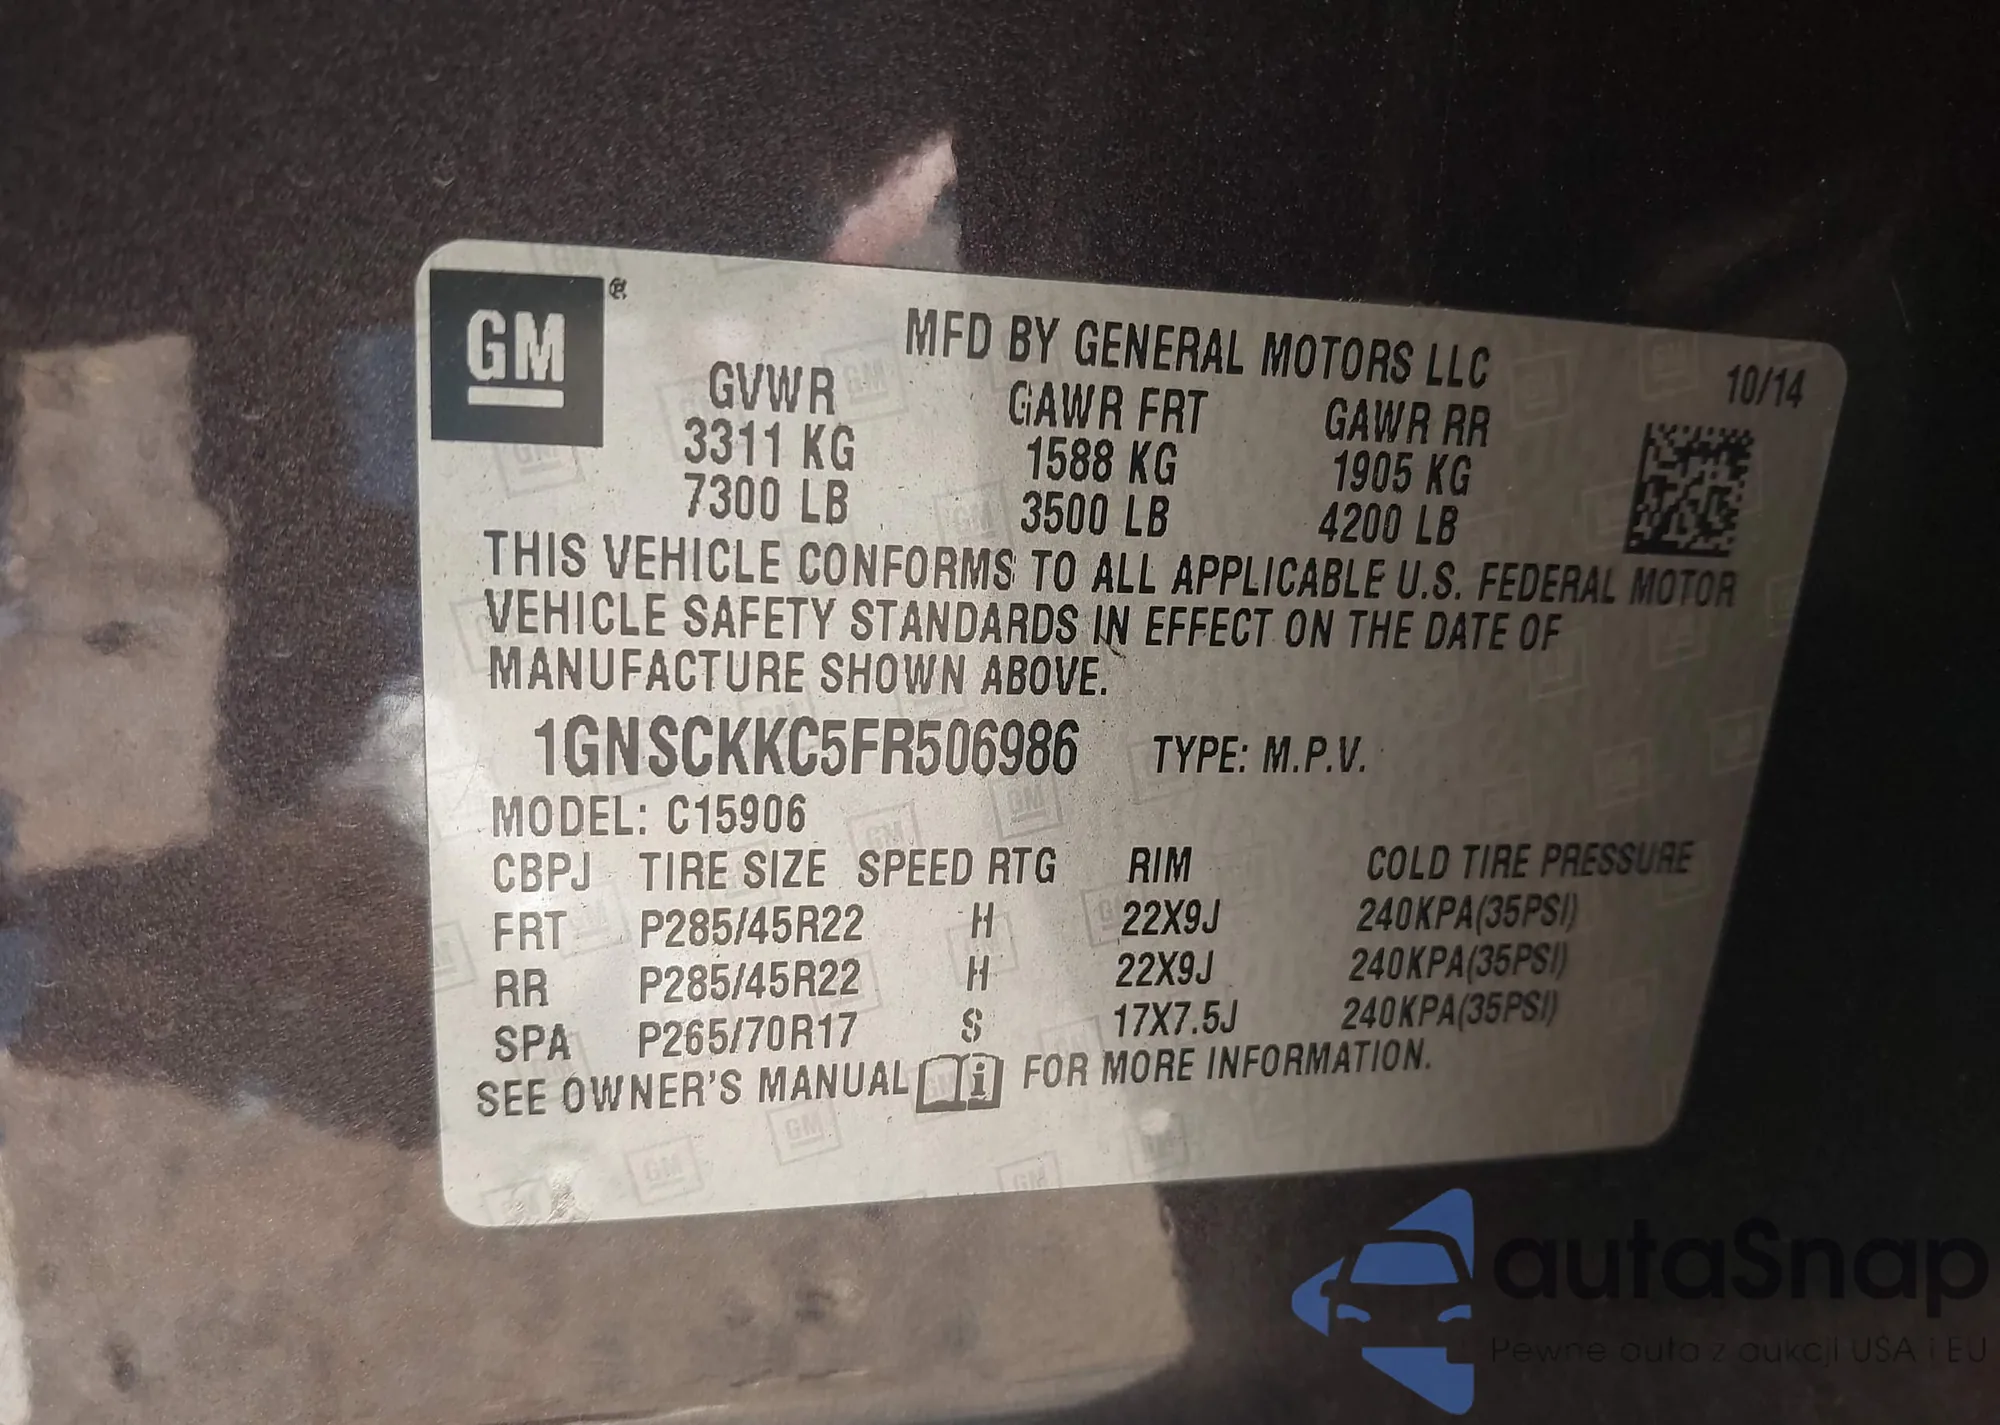 GM ®
MFD BY GENERAL MOTORS LLC
10/14
GVWR GAWR FRT GAWR RR
3311 KG 1588 KG 1905 KG
7300 LB 3500 LB 4200 LB
THIS VEHICLE CONFORMS TO ALL APPLICABLE U.S. FEDERAL MOTOR
VEHICLE SAFETY STANDARDS IN EFFECT ON THE DATE OF
MANUFACTURE SHOWN ABOVE.
1GNSCKKC5FR506986 TYPE: M.P.V.
MODEL: C15906
CBPJ TIRE SIZE SPEED RTG RIM COLD TIRE PRESSURE
FRT P285/45R22 H 22X9J 240KPA(35PSI)
RR P285/45R22 H 22X9J 240KPA(35PSI)
SPA P265/70R17 S 17X7.5J 240KPA(35PSI)
SEE OWNER'S MANUAL i FOR MORE INFORMATION.
autaSnap
Pewne auta z aukcji USA i EU